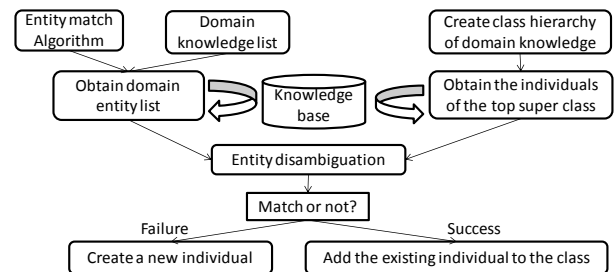 Entity match
Algorithm
Domain
knowledge list
Create class hierarchy
of domain knowledge
Obtain domain
entity list
Knowledge
base
Obtain the individuals
of the top super class
Entity disambiguation
Match or not?
Failure
Success
Create a new individual
Add the existing individual to the class